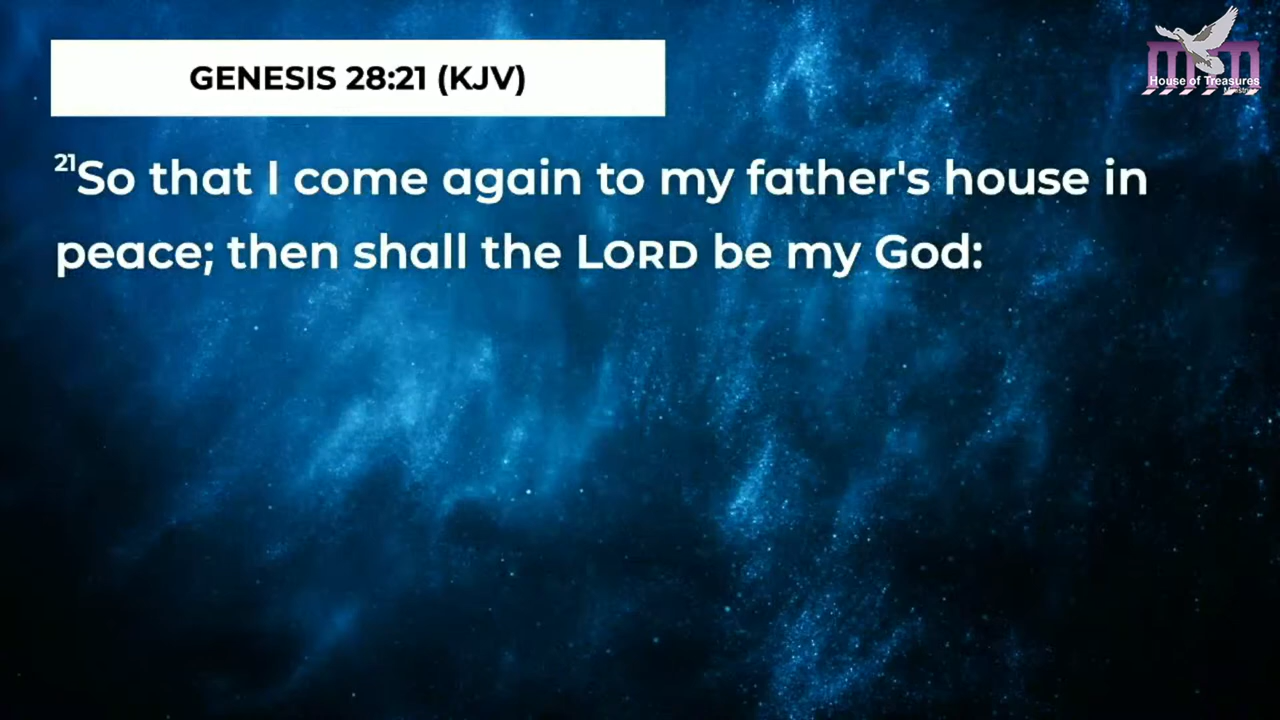 GENESIS 28:21 (KJV)
House of Treasures
Ministries
21So that I come again to my father's house in
peace; then shall the LORD be my God: